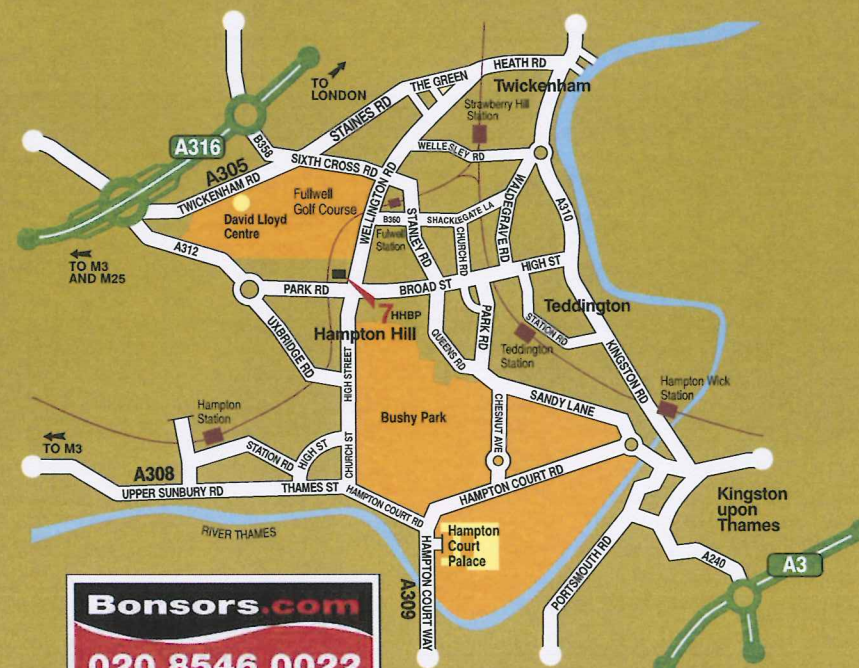 HEATH RD
THE GREEN
Twickenham
TO
LONDON
Strawberry Hill
Station
STAINES RD
B358
A316
WELLESLEY RD
A305
SIXTH CROSS RD
TWICKENHAM RD
Fullwell
Golf Course
David Lloyd
Centre
WELLINGTON RD
STANLEY RD
B360
SHACKLEGATE LA
WALDEGRAVE RD
A310
Fulwell
Station
CHURCH RD
A312
TO M3
AND M25
HIGH ST
PARK RD
BROAD ST
7 HHBP
Teddington
Hampton Hill
UXBRIDGE RD
HIGH STREET
QUEENS RD
PARK RD
STATION RD
Teddington
Station
KINGSTON RD
Hampton Wick
Station
SANDY LANE
Hampton
Station
Bushy Park
CHESNUT AVE
TO M3
STATION RD
HIGH ST
CHURCH ST
A308
UPPER SUNBURY RD
THAMES ST
HAMPTON COURT RD
HAMPTON COURT RD
Kingston
upon
Thames
RIVER THAMES
Hampton
Court
Palace
HAMPTON COURT WAY
A309
PORTSMOUTH RD
A240
A3
Bonsors.com
020 8546 0022